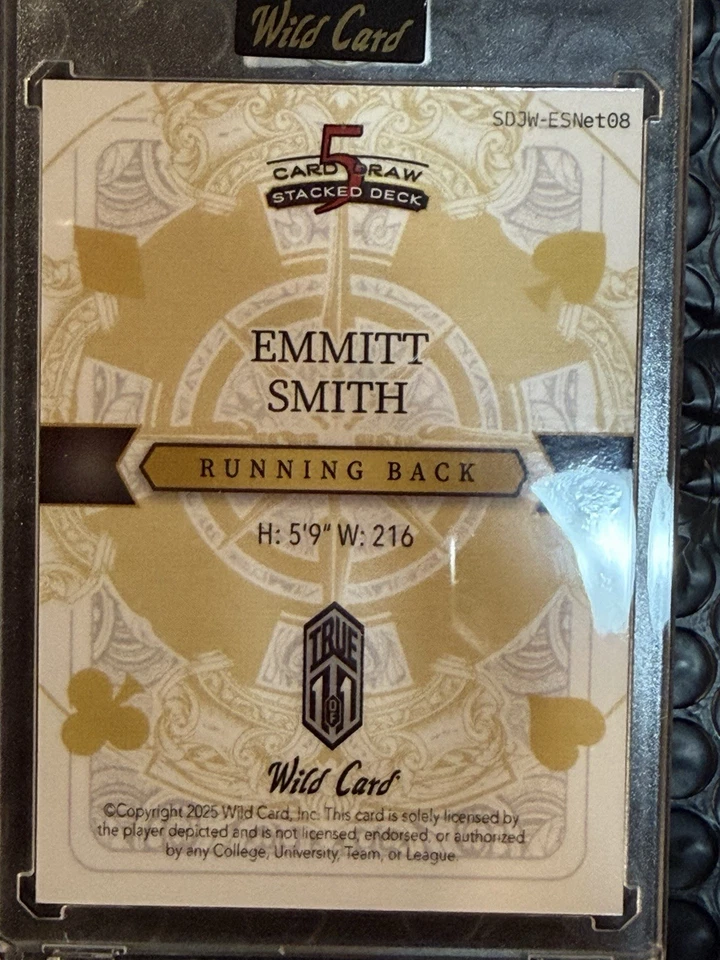 Wild Card
SDJW-ESNet08
5
CARD DRAW
STACKED DECK
EMMITT
SMITH
RUNNING BACK
H: 5'9" W: 216
TRUE
1 OF 1
Wild Card
©Copyright 2025 Wild Card, Inc. This card is solely licensed by
the player depicted and is not licensed, endorsed, or authorized
by any College, University, Team, or League